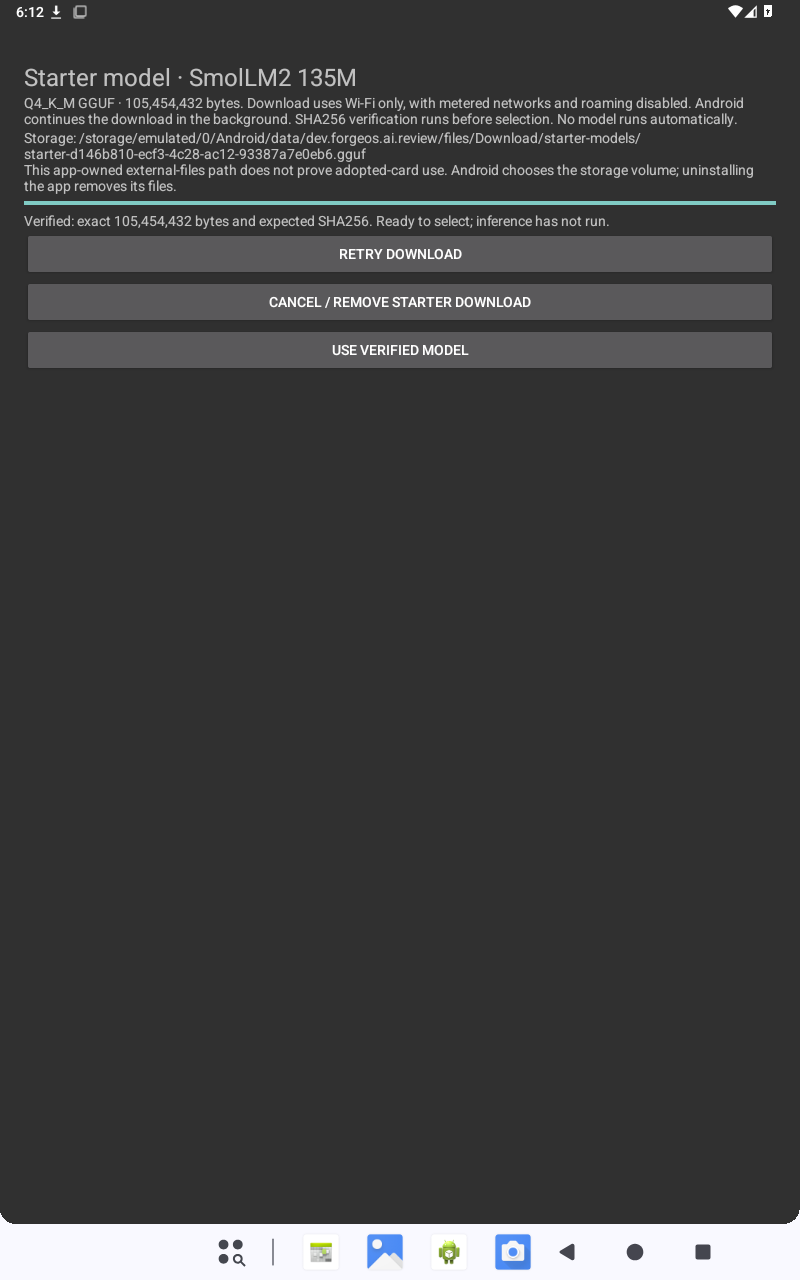 6:12
Starter model · SmolLM2 135M
Q4_K_M GGUF · 105,454,432 bytes. Download uses Wi-Fi only, with metered networks and roaming disabled. Android
continues the download in the background. SHA256 verification runs before selection. No model runs automatically.
Storage: /storage/emulated/0/Android/data/dev.forgeos.ai.review/files/Download/starter-models/
starter-d146b810-ecf3-4c28-ac12-93387a7e0eb6.gguf
This app-owned external-files path does not prove adopted-card use. Android chooses the storage volume; uninstalling
the app removes its files.
Verified: exact 105,454,432 bytes and expected SHA256. Ready to select; inference has not run.
RETRY DOWNLOAD
CANCEL / REMOVE STARTER DOWNLOAD
USE VERIFIED MODEL